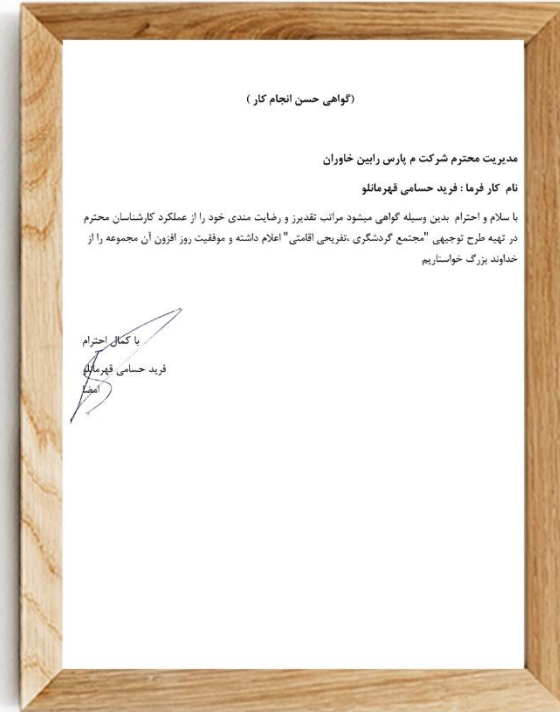 (گواهی حسن انجام کار )
مدیریت محترم شرکت م پارس رابین خاوران
نام کار فرما : فرید حسامی قهرمانلو
با سلام و احترام بدین وسیله گواهی میشود مراتب تقدیرز و رضایت مندی خود را از عملکرد کارشناسان محترم
در تهیه طرح توجیهی "مجتمع گردشگری ،تفریحی اقامتی" اعلام داشته و موفقیت روز افزون آن مجموعه را از
خداوند بزرگ خواستاریم
با کمال احترام
فرید حسامی قهرمانلو
امضا